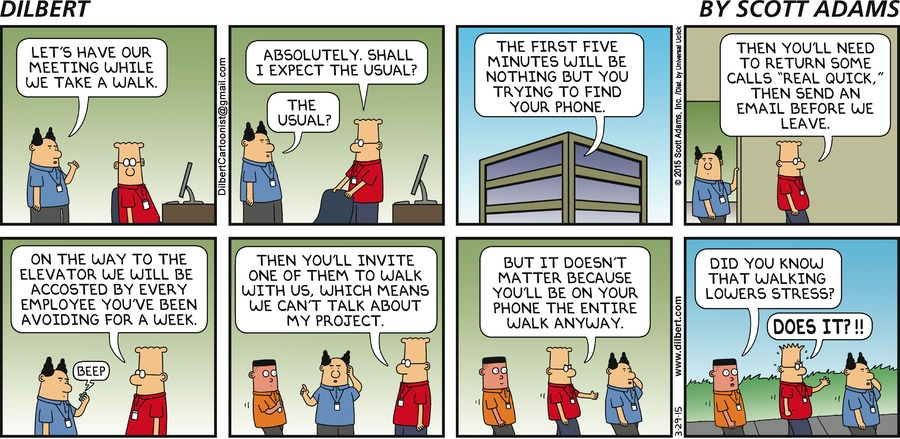 DILBERT
BY SCOTT ADAMS
LET'S HAVE OUR
MEETING WHILE
WE TAKE A WALK.
DilbertCartoonist@gmail.com
ABSOLUTELY. SHALL
I EXPECT THE USUAL?
THE
USUAL?
THE FIRST FIVE
MINUTES WILL BE
NOTHING BUT YOU
TRYING TO FIND
YOUR PHONE.
© 2015 Scott Adams, Inc. /Dist. by Universal Uclick
THEN YOU'LL NEED
TO RETURN SOME
CALLS "REAL QUICK,"
THEN SEND AN
EMAIL BEFORE WE
LEAVE.
ON THE WAY TO THE
ELEVATOR WE WILL BE
ACCOSTED BY EVERY
EMPLOYEE YOU'VE BEEN
AVOIDING FOR A WEEK.
BEEP
THEN YOU'LL INVITE
ONE OF THEM TO WALK
WITH US, WHICH MEANS
WE CAN'T TALK ABOUT
MY PROJECT.
BUT IT DOESN'T
MATTER BECAUSE
YOU'LL BE ON YOUR
PHONE THE ENTIRE
WALK ANYWAY.
3-29-15 www.dilbert.com
DID YOU KNOW
THAT WALKING
LOWERS STRESS?
DOES IT?!!